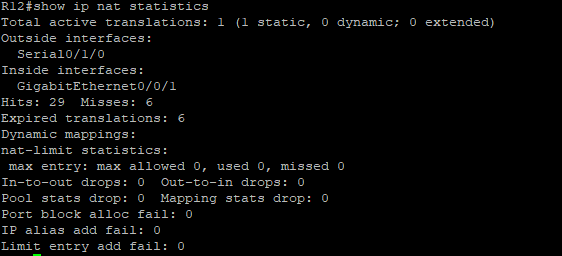 R12#show ip nat statistics
Total active translations: 1 (1 static, 0 dynamic; 0 extended)
Outside interfaces:
  Serial0/1/0
Inside interfaces:
  GigabitEthernet0/0/1
Hits: 29  Misses: 6
Expired translations: 6
Dynamic mappings:
nat-limit statistics:
 max entry: max allowed 0, used 0, missed 0
In-to-out drops: 0  Out-to-in drops: 0
Pool stats drop: 0  Mapping stats drop: 0
Port block alloc fail: 0
IP alias add fail: 0
Limit entry add fail: 0